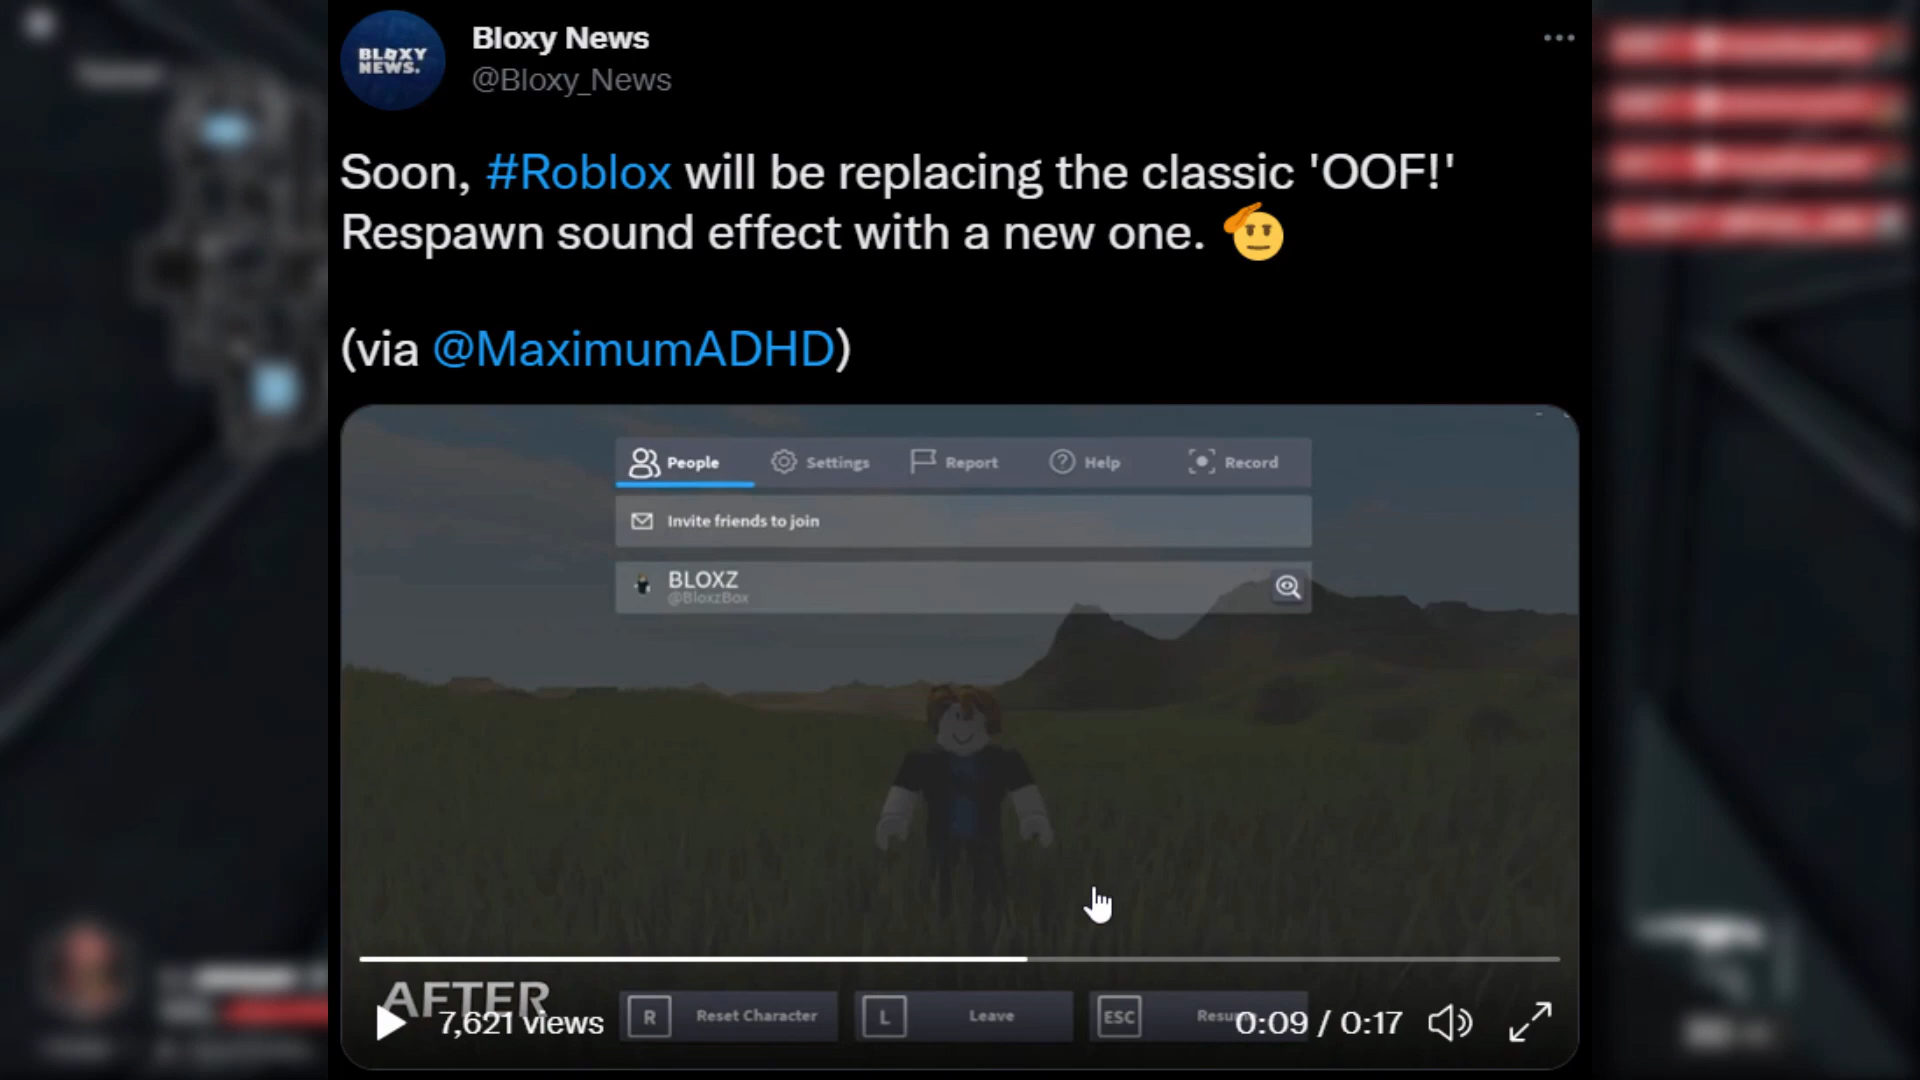 BLOXY
NEWS.
Bloxy News
@Bloxy_News
Soon, #Roblox will be replacing the classic 'OOF!'
Respawn sound effect with a new one. 🫡
(via @MaximumADHD)
People Settings Report Help Record
Invite friends to join
BLOXZ
@BloxzBox
AFTER
7,621 views
R Reset Character L Leave ESC
0:09 / 0:17